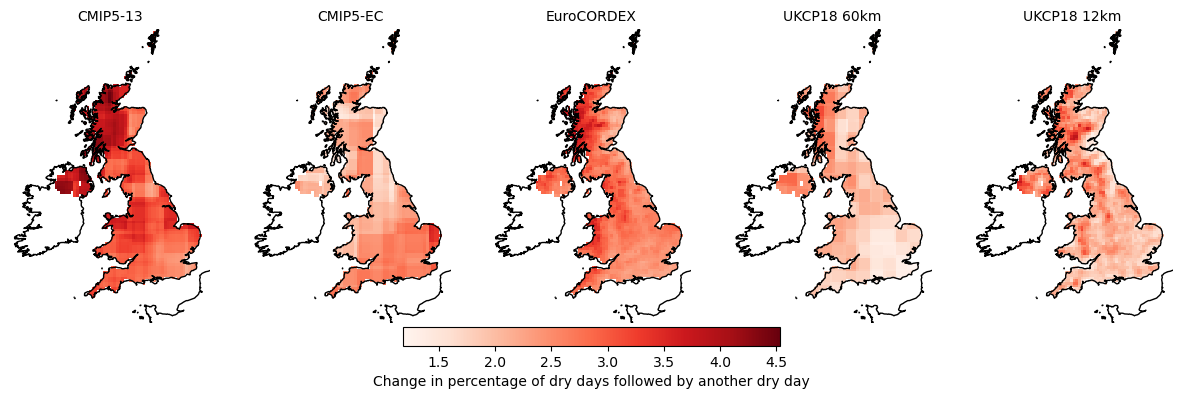 CMIP5-13
CMIP5-EC
EuroCORDEX
UKCP18 60km
UKCP18 12km
1.5
2.0
2.5
3.0
3.5
4.0
4.5
Change in percentage of dry days followed by another dry day